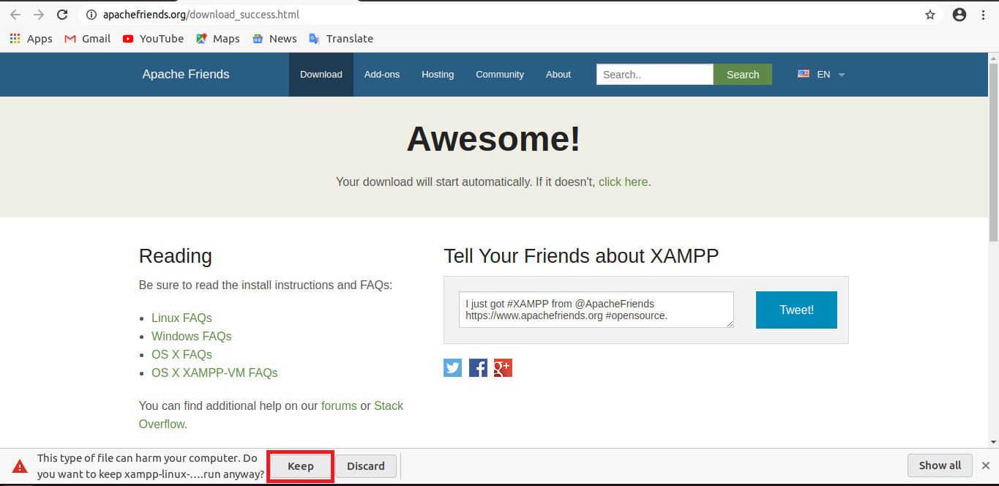 apachefriends.org/download_success.html
Apps Gmail YouTube Maps News Translate
Apache Friends Download Add-ons Hosting Community About Search.. Search EN
Awesome!
Your download will start automatically. If it doesn't, click here.
Reading
Be sure to read the install instructions and FAQs:
Linux FAQs
Windows FAQs
OS X FAQs
OS X XAMPP-VM FAQs
You can find additional help on our forums or Stack
Overflow.
Tell Your Friends about XAMPP
I just got #XAMPP from @ApacheFriends
https://www.apachefriends.org #opensource.
Tweet!
This type of file can harm your computer. Do
you want to keep xampp-linux-….run anyway?
Keep Discard Show all